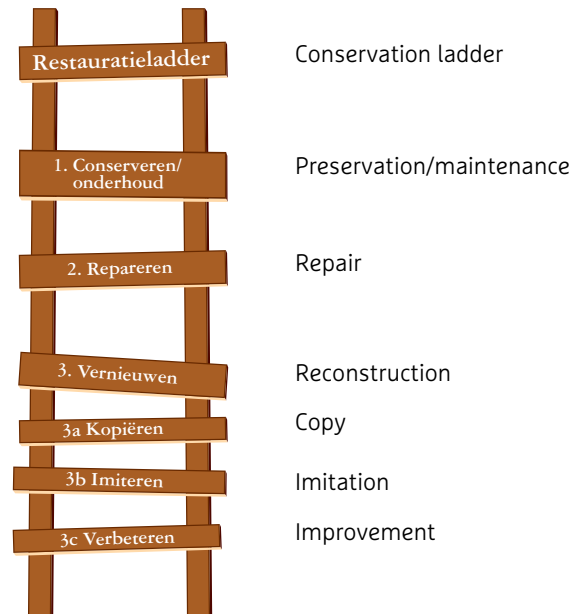 Restauratieladder
Conservation ladder
1. Conserveren/
onderhoud
Preservation/maintenance
2. Repareren
Repair
3. Vernieuwen
Reconstruction
3a Kopiëren
Copy
3b Imiteren
Imitation
3c Verbeteren
Improvement